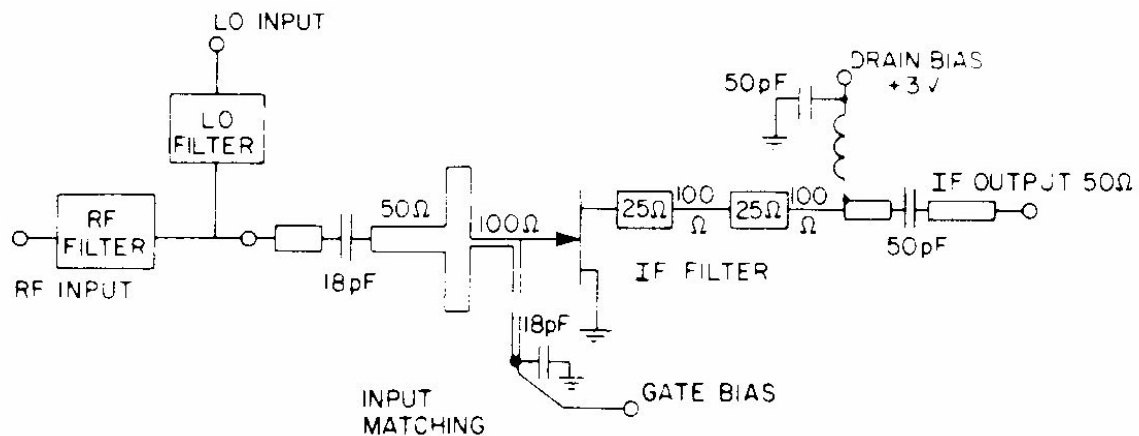 LO INPUT
LO
FILTER
RF
FILTER
RF INPUT
18pF
50Ω
100Ω
25Ω
100
Ω
25Ω
100
Ω
IF FILTER
50pF
DRAIN BIAS
+3V
IF OUTPUT 50Ω
50pF
18pF
GATE BIAS
INPUT
MATCHING